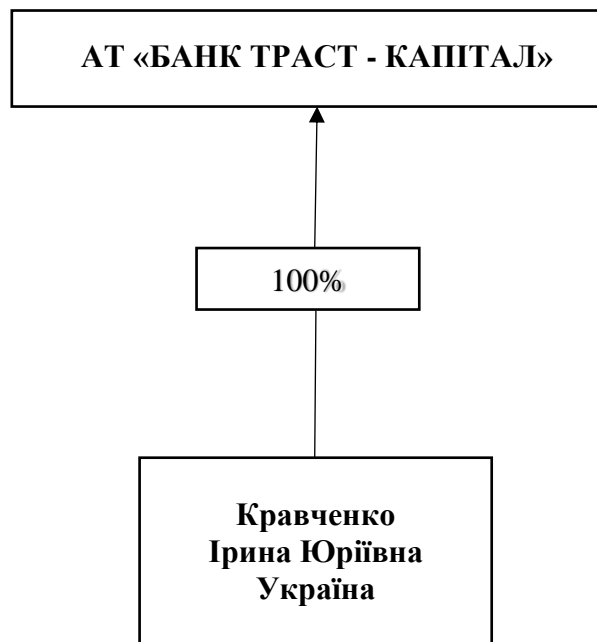 АТ «БАНК ТРАСТ - КАПІТАЛ»
100%
Кравченко
Ірина Юріївна
Україна